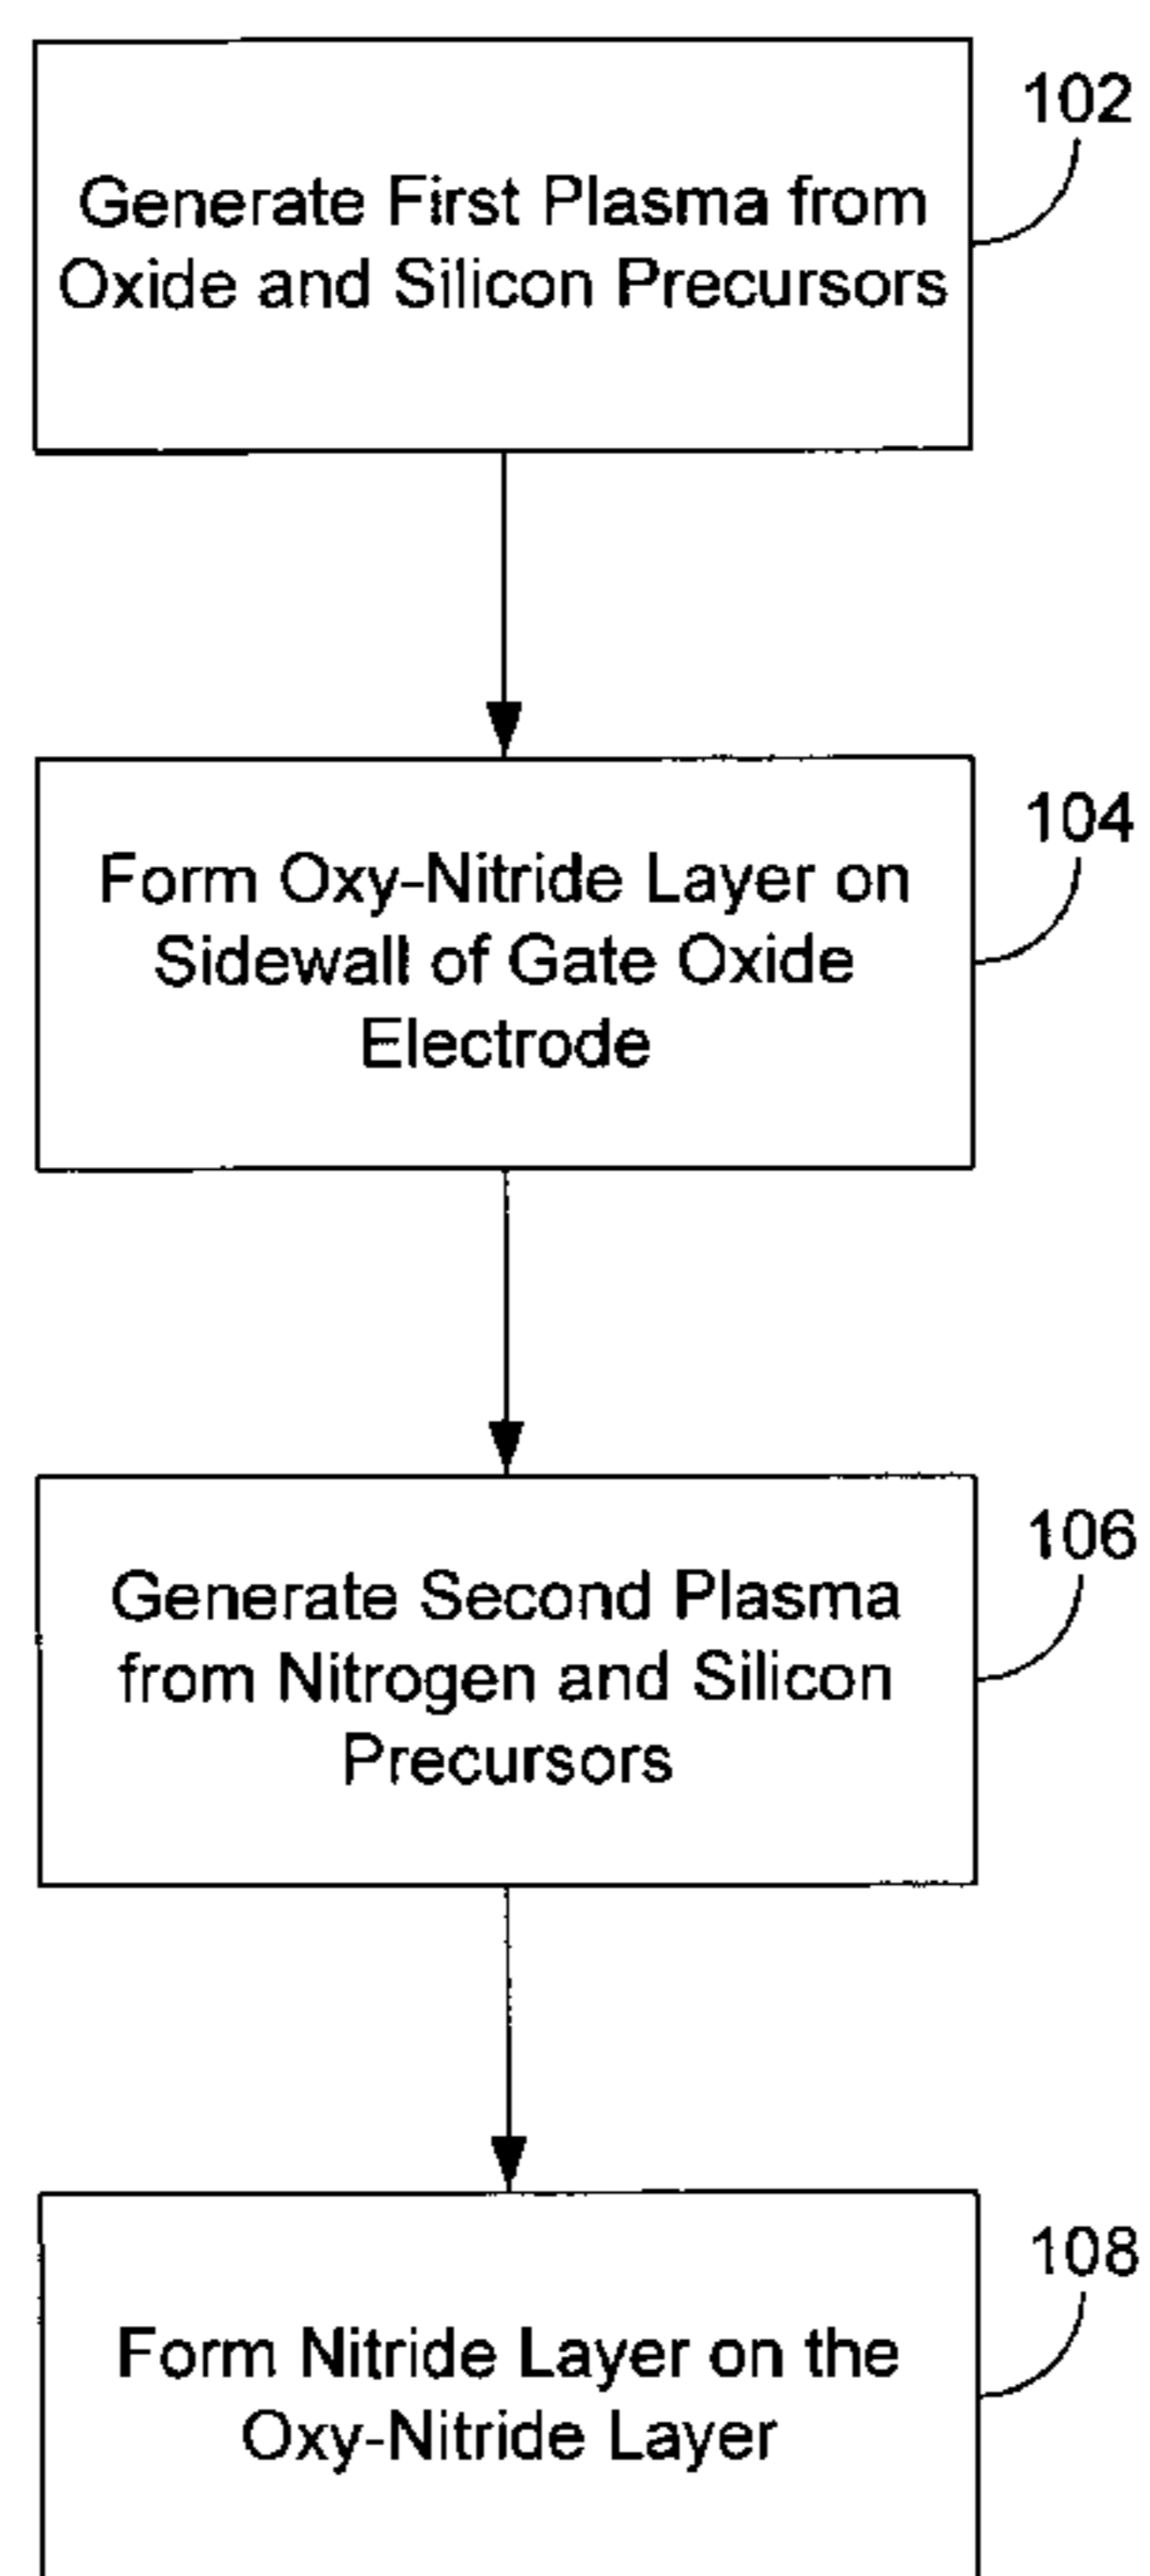 102
Generate First Plasma from
Oxide and Silicon Precursors
104
Form Oxy-Nitride Layer on
Sidewall of Gate Oxide
Electrode
106
Generate Second Plasma
from Nitrogen and Silicon
Precursors
108
Form Nitride Layer on the
Oxy-Nitride Layer